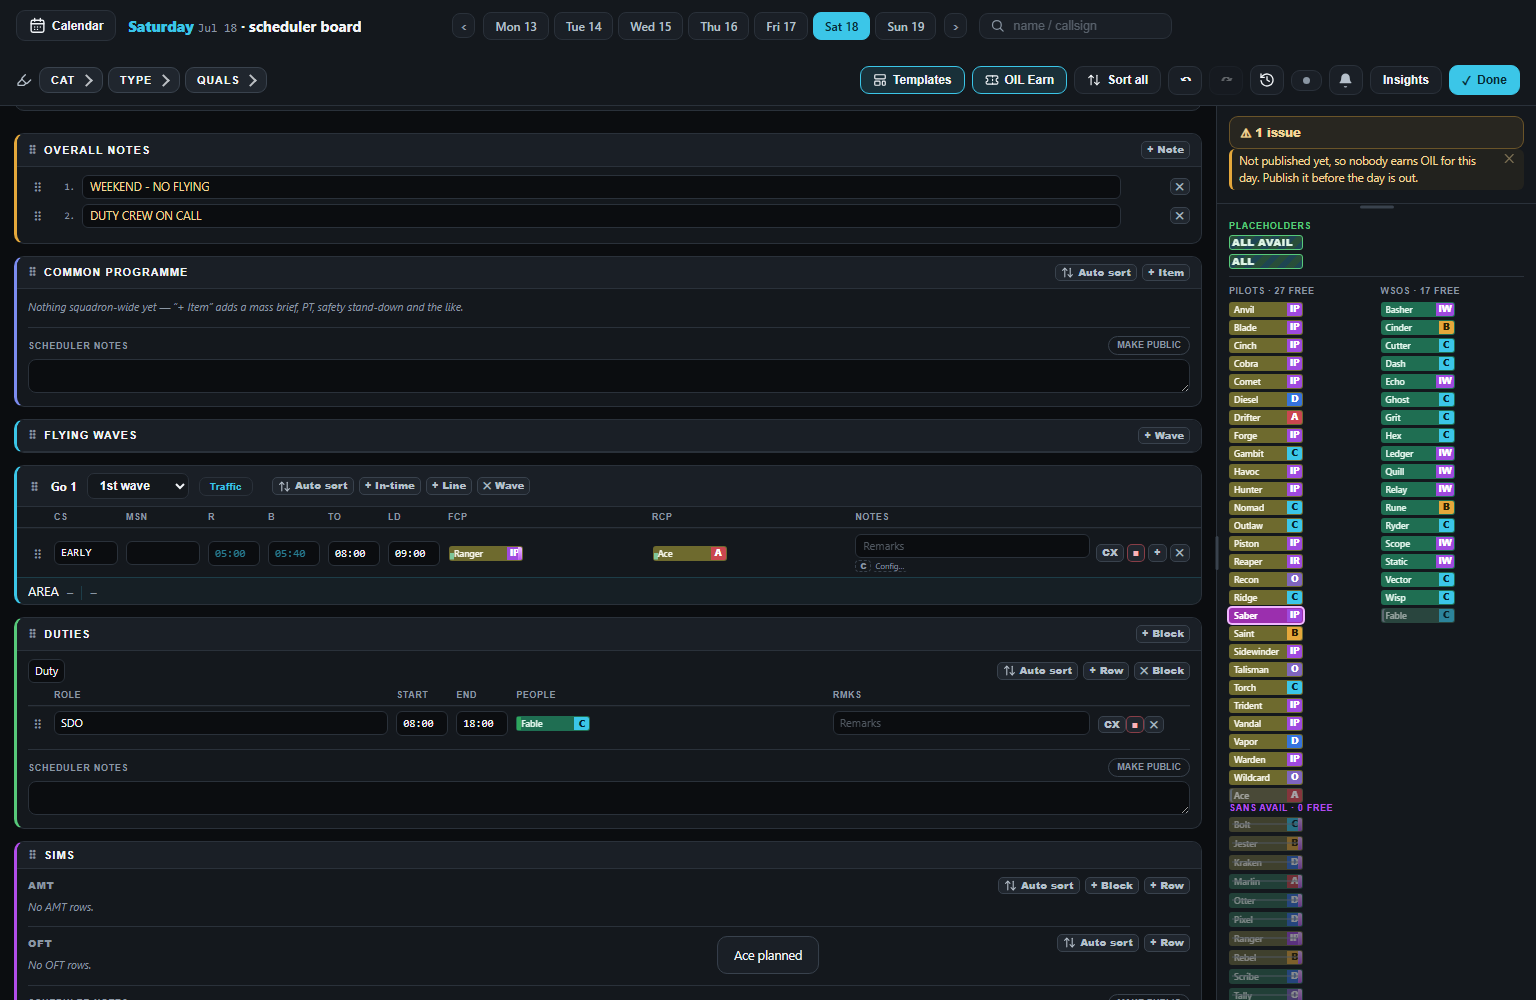 Calendar
Saturday Jul 18 · scheduler board
Mon 13
Tue 14
Wed 15
Thu 16
Fri 17
Sat 18
Sun 19
name / callsign
CAT
TYPE
QUALS
Templates
OIL Earn
Sort all
Insights
✓ Done
OVERALL NOTES
+ Note
1. WEEKEND - NO FLYING
2. DUTY CREW ON CALL
COMMON PROGRAMME
Auto sort
+ Item
Nothing squadron-wide yet — "+ Item" adds a mass brief, PT, safety stand-down and the like.
SCHEDULER NOTES
MAKE PUBLIC
FLYING WAVES
+ Wave
Go 1
1st wave
Traffic
Auto sort
+ In-time
+ Line
✕ Wave
CS MSN R B TO LD FCP RCP NOTES
EARLY 05:00 05:40 08:00 09:00 Ranger IP Ace A Remarks
CX
C Config...
AREA – | –
DUTIES
+ Block
Duty
Auto sort
+ Row
✕ Block
ROLE START END PEOPLE RMKS
SDO 08:00 18:00 Fable C Remarks
CX
SCHEDULER NOTES
MAKE PUBLIC
SIMS
AMT
Auto sort
+ Block
+ Row
No AMT rows.
OFT
Auto sort
+ Row
No OFT rows.
Ace planned
1 issue
Not published yet, so nobody earns OIL for this
day. Publish it before the day is out.
PLACEHOLDERS
ALL AVAIL
ALL
PILOTS · 27 FREE
Anvil IP
Blade IP
Cinch IP
Cobra IP
Comet IP
Diesel D
Drifter A
Forge IP
Gambit C
Havoc IP
Hunter IP
Nomad C
Outlaw C
Piston IP
Reaper IR
Recon O
Ridge C
Saber IP
Saint B
Sidewinder IP
Talisman O
Torch C
Trident IP
Vandal IP
Vapor D
Warden IP
Wildcard O
Ace A
WSOS · 17 FREE
Basher IW
Cinder B
Cutter C
Dash C
Echo IW
Ghost C
Grit C
Hex C
Ledger IW
Quill IW
Relay IW
Rune B
Ryder C
Scope IW
Static IW
Vector C
Wisp C
Fable C
SANS AVAIL · 0 FREE
Bolt C
Jester B
Kraken D
Marlin A
Otter D
Pixel D
Ranger IP
Rebel B
Scribe D
Tally O